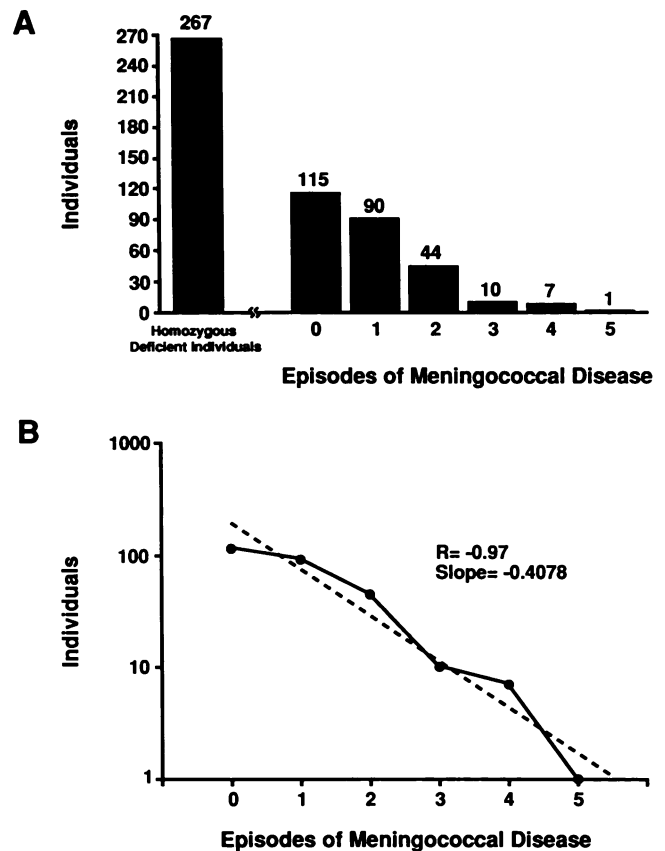 A
267
270
240
210
180
150
120
90
60
30
0
Individuals
115
90
44
10
7
1
Homozygous
Deficient Individuals
0 1 2 3 4 5
Episodes of Meningococcal Disease
B
1000
100
10
1
Individuals
R= -0.97
Slope= -0.4078
0 1 2 3 4 5
Episodes of Meningococcal Disease